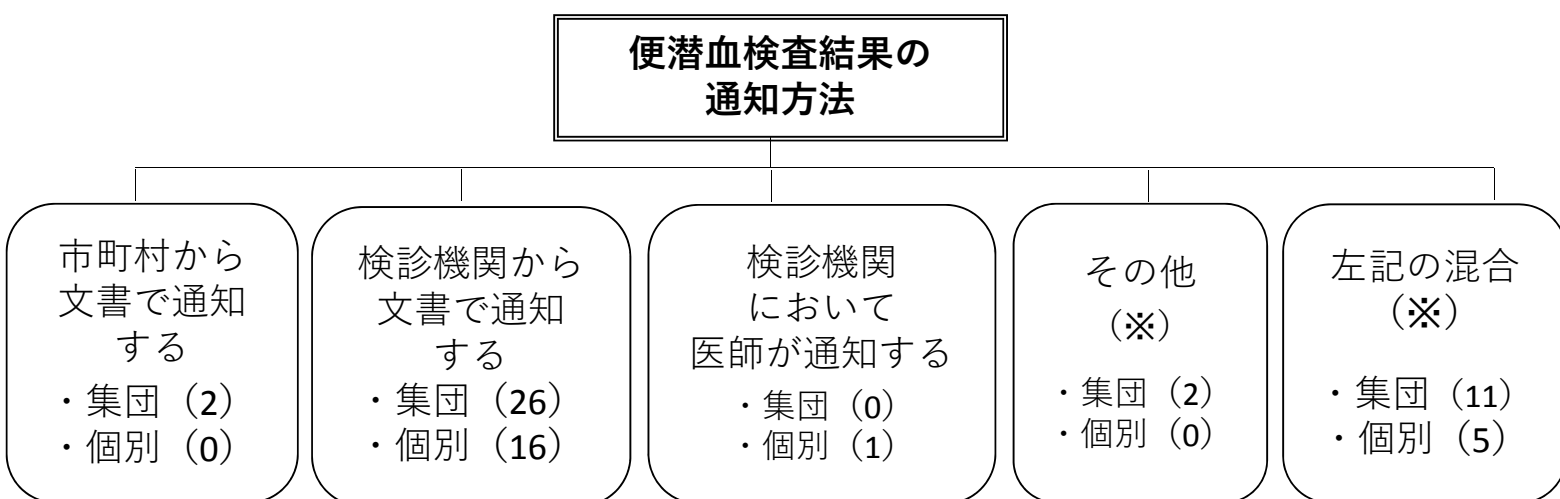 便潜血検査結果の
通知方法
市町村から
文書で通知
する
・集団（2）
・個別（0）
検診機関から
文書で通知
する
・集団（26）
・個別（16）
検診機関
において
医師が通知する
・集団（0）
・個別（1）
その他
（※）
・集団（2）
・個別（0）
左記の混合
（※）
・集団（11）
・個別（5）